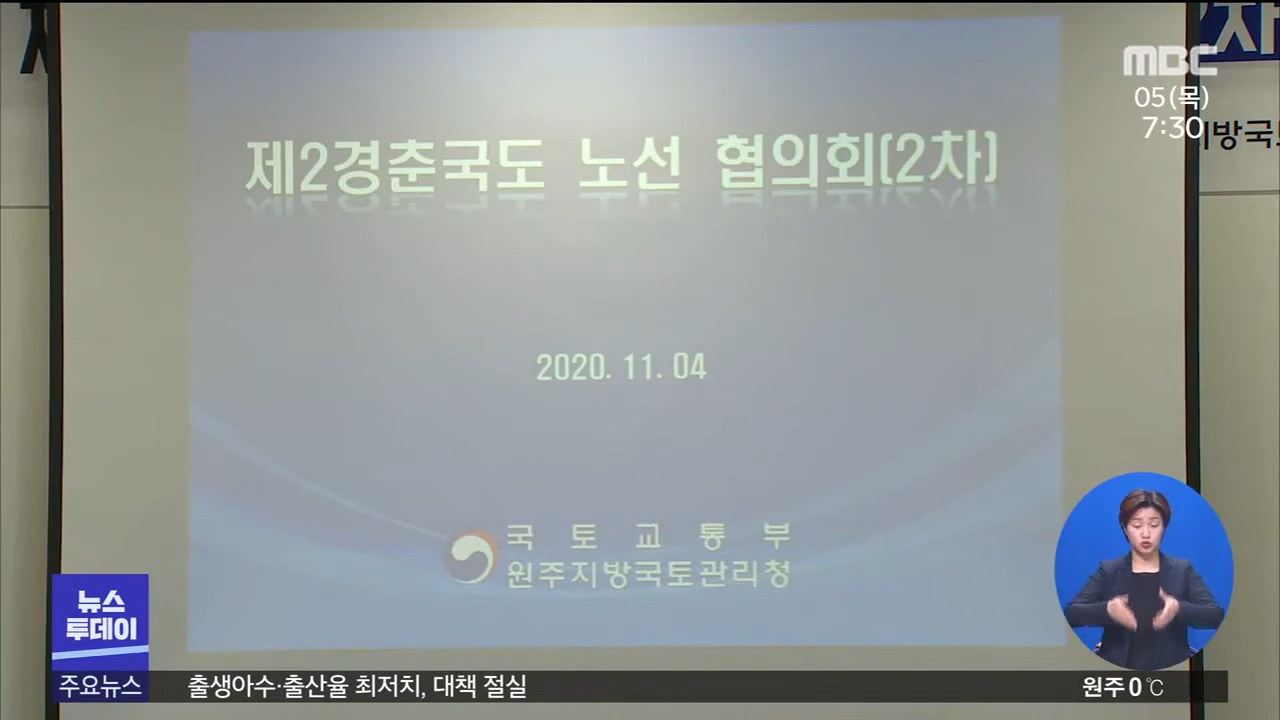 MBC
05(목)
7:30
제2경춘국도 노선 협의회(2차)
2020. 11. 04
국토교통부
원주지방국토관리청
뉴스
투데이
주요뉴스
출생아수·출산율 최저치, 대책 절실
원주 0℃